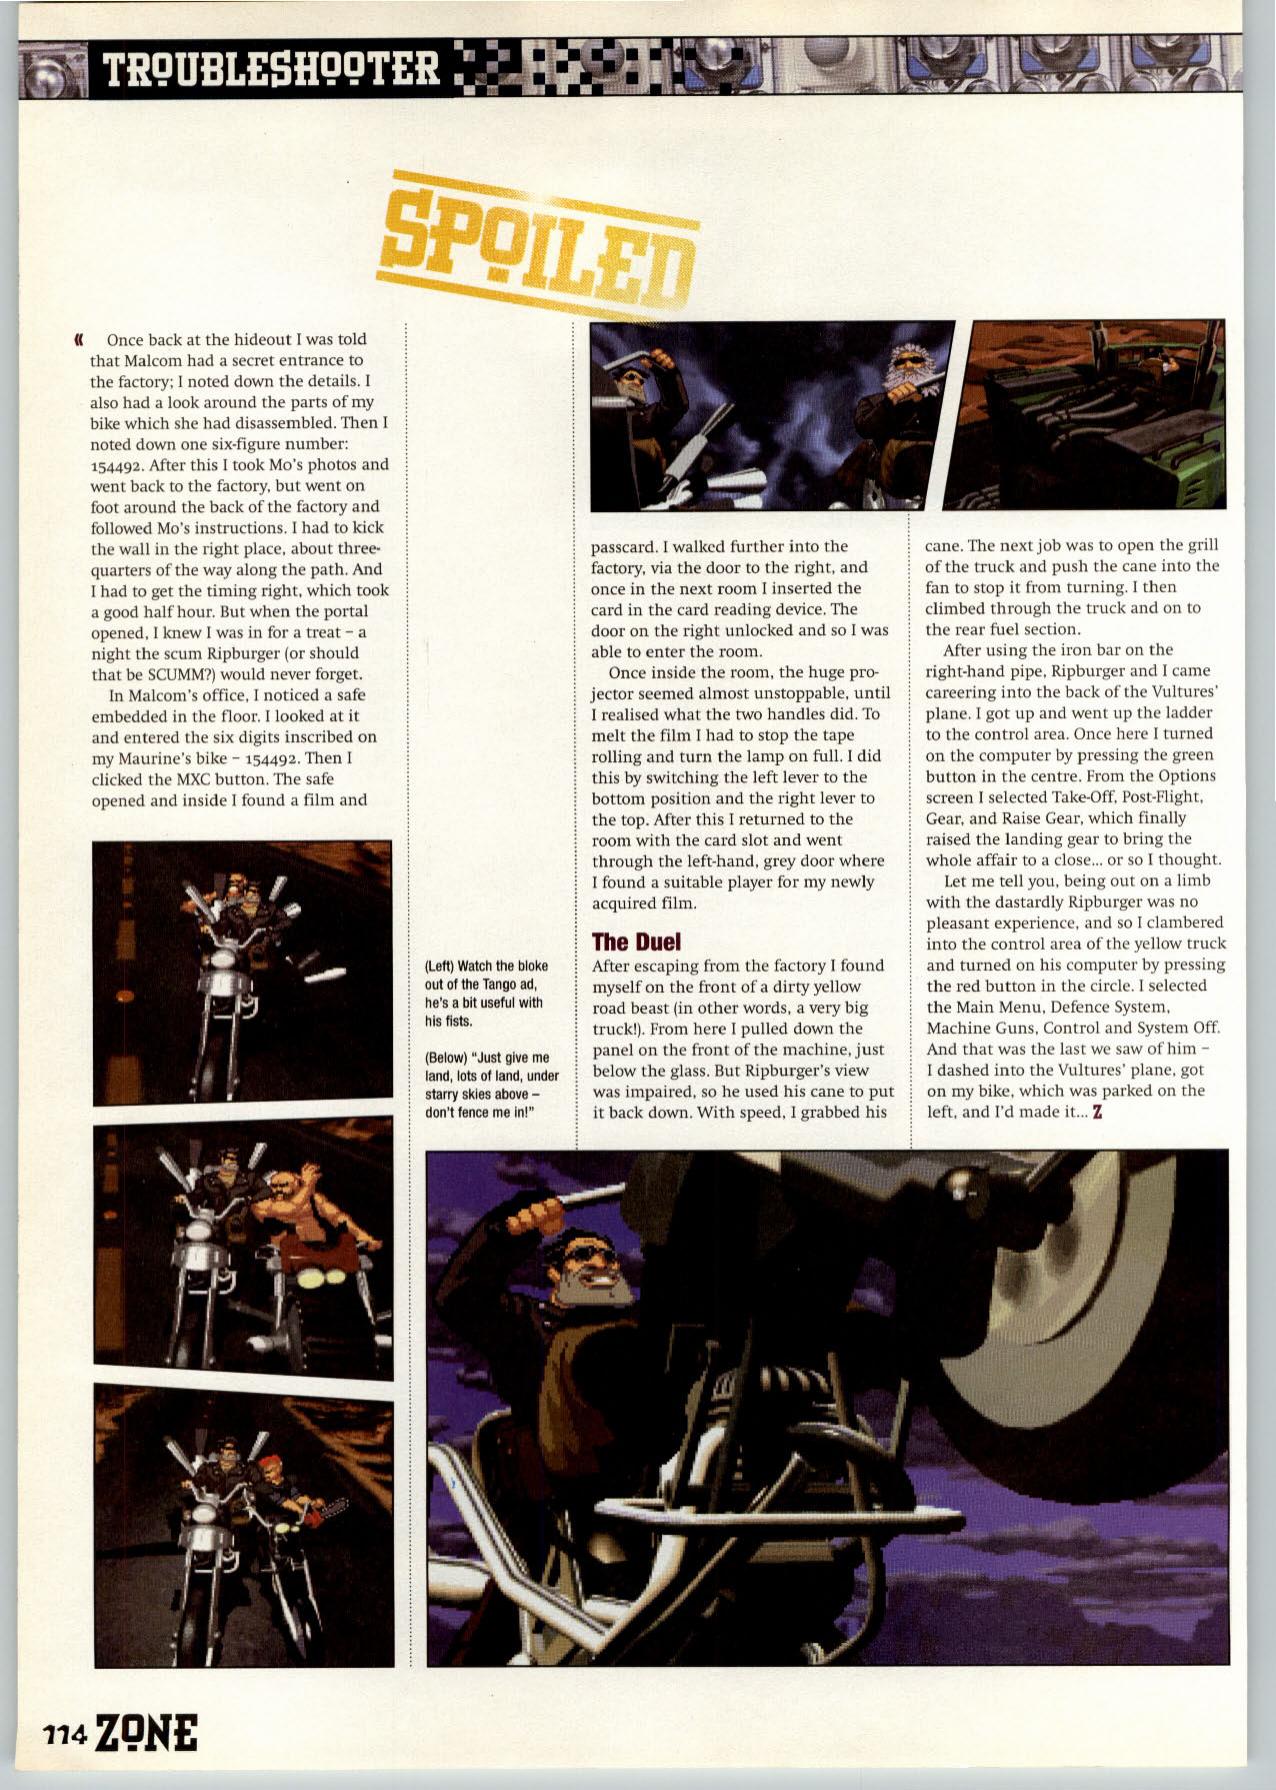 TROUBLESHOOTER
SPOILED
« Once back at the hideout I was told
that Malcom had a secret entrance to
the factory; I noted down the details. I
also had a look around the parts of my
bike which she had disassembled. Then I
noted down one six-figure number:
154492. After this I took Mo's photos and
went back to the factory, but went on
foot around the back of the factory and
followed Mo's instructions. I had to kick
the wall in the right place, about three-
quarters of the way along the path. And
I had to get the timing right, which took
a good half hour. But when the portal
opened, I knew I was in for a treat – a
night the scum Ripburger (or should
that be SCUMM?) would never forget.
In Malcom's office, I noticed a safe
embedded in the floor. I looked at it
and entered the six digits inscribed on
my Maurine's bike – 154492. Then I
clicked the MXC button. The safe
opened and inside I found a film and
(Left) Watch the bloke
out of the Tango ad,
he's a bit useful with
his fists.
(Below) "Just give me
land, lots of land, under
starry skies above –
don't fence me in!"
passcard. I walked further into the
factory, via the door to the right, and
once in the next room I inserted the
card in the card reading device. The
door on the right unlocked and so I was
able to enter the room.
Once inside the room, the huge pro-
jector seemed almost unstoppable, until
I realised what the two handles did. To
melt the film I had to stop the tape
rolling and turn the lamp on full. I did
this by switching the left lever to the
bottom position and the right lever to
the top. After this I returned to the
room with the card slot and went
through the left-hand, grey door where
I found a suitable player for my newly
acquired film.
The Duel
After escaping from the factory I found
myself on the front of a dirty yellow
road beast (in other words, a very big
truck!). From here I pulled down the
panel on the front of the machine, just
below the glass. But Ripburger's view
was impaired, so he used his cane to put
it back down. With speed, I grabbed his
cane. The next job was to open the grill
of the truck and push the cane into the
fan to stop it from turning. I then
climbed through the truck and on to
the rear fuel section.
After using the iron bar on the
right-hand pipe, Ripburger and I came
careering into the back of the Vultures'
plane. I got up and went up the ladder
to the control area. Once here I turned
on the computer by pressing the green
button in the centre. From the Options
screen I selected Take-Off, Post-Flight,
Gear, and Raise Gear, which finally
raised the landing gear to bring the
whole affair to a close... or so I thought.
Let me tell you, being out on a limb
with the dastardly Ripburger was no
pleasant experience, and so I clambered
into the control area of the yellow truck
and turned on his computer by pressing
the red button in the circle. I selected
the Main Menu, Defence System,
Machine Guns, Control and System Off.
And that was the last we saw of him –
I dashed into the Vultures' plane, got
on my bike, which was parked on the
left, and I'd made it... Z
114 ZONE